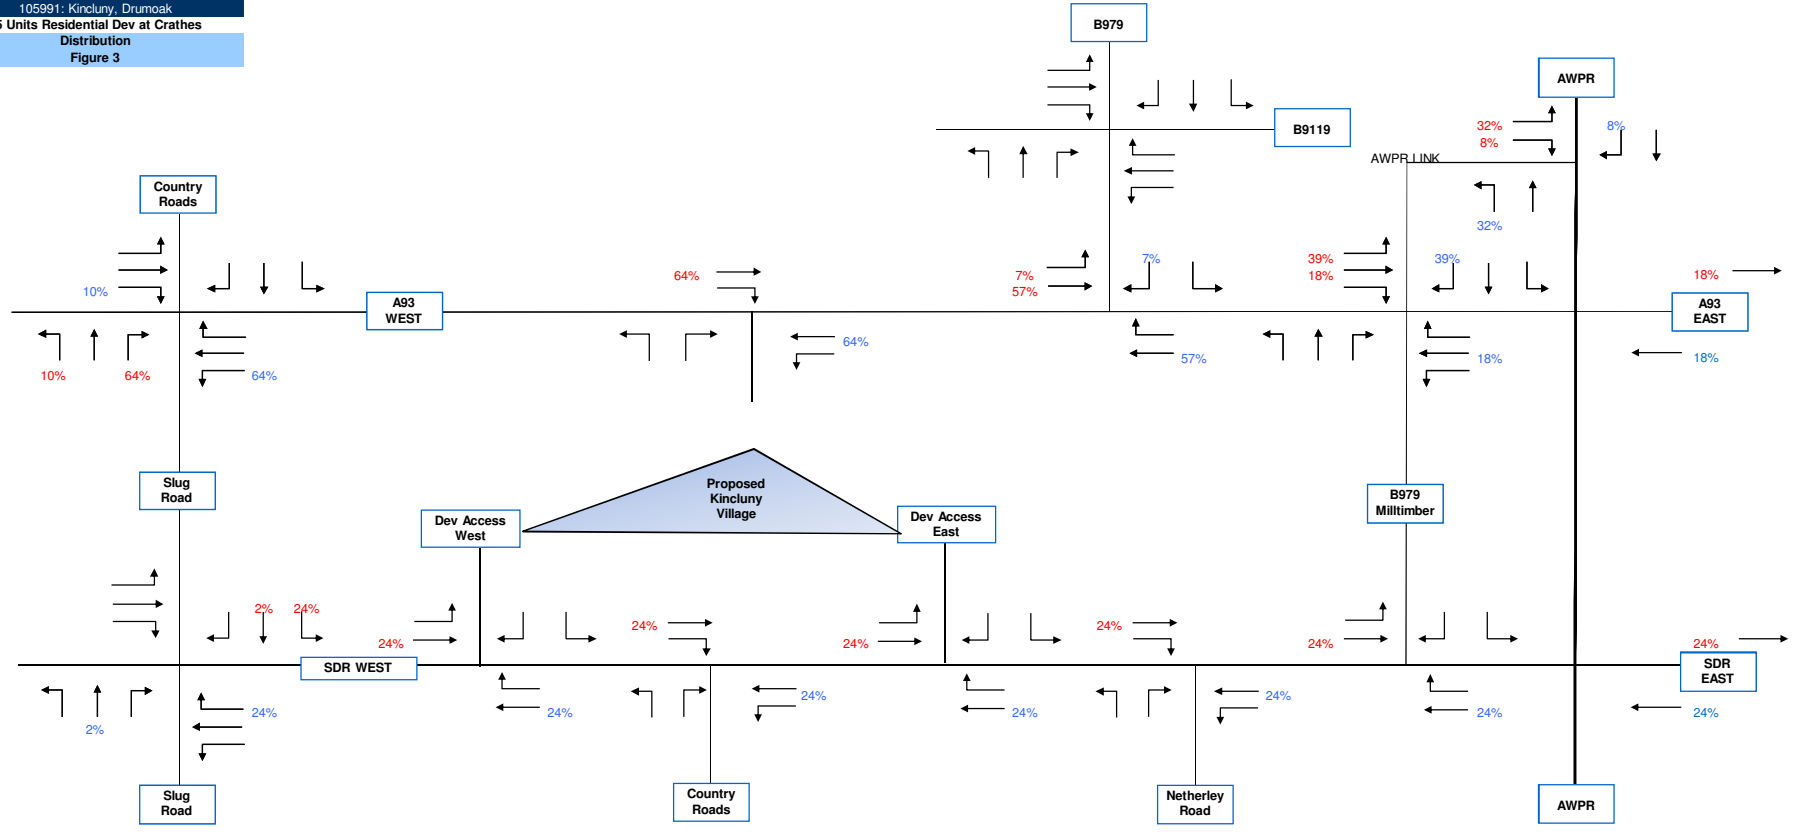 105991: Kincluny, Drumoak
5 Units Residential Dev at Crathes
Distribution
Figure 3
B979
AWPR
B9119
32%
8%
8%
AWPR LINK
32%
Country
Roads
10%
A93
WEST
64%
7%
57%
7%
39%
18%
39%
18%
A93
EAST
10%
64%
64%
64%
57%
18%
18%
Slug
Road
Proposed
Kincluny
Village
Dev Access
West
Dev Access
East
B979
Milltimber
2%
24%
24%
24%
24%
24%
24%
24%
SDR WEST
SDR
EAST
2%
24%
24%
24%
24%
24%
24%
24%
Slug
Road
Country
Roads
Netherley
Road
AWPR